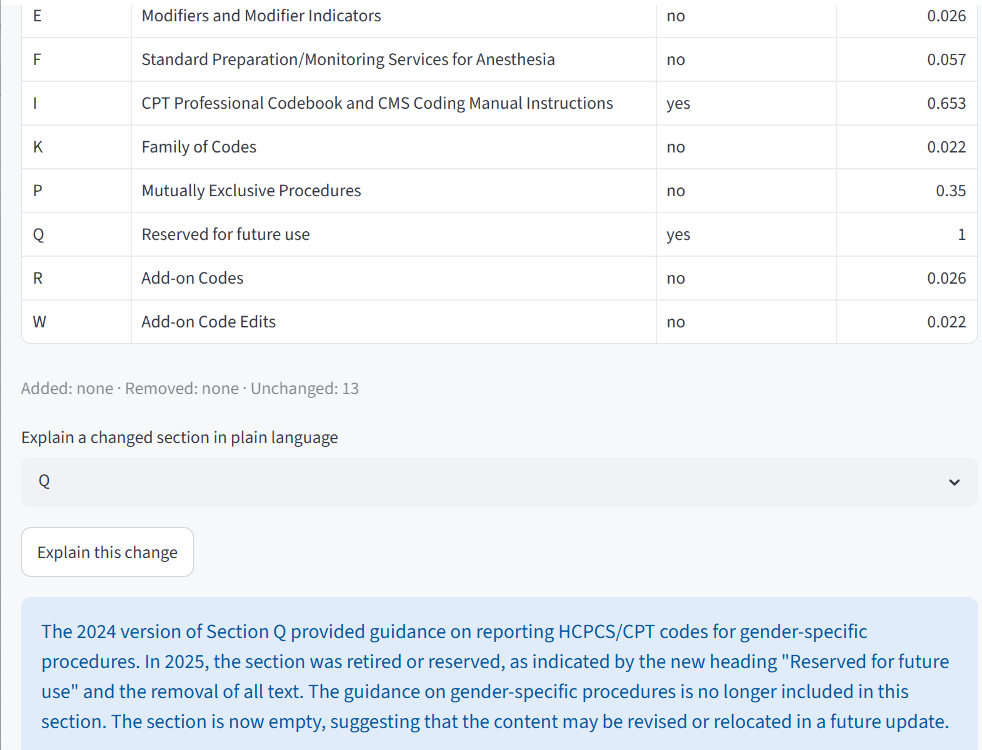 E Modifiers and Modifier Indicators no 0.026
F Standard Preparation/Monitoring Services for Anesthesia no 0.057
I CPT Professional Codebook and CMS Coding Manual Instructions yes 0.653
K Family of Codes no 0.022
P Mutually Exclusive Procedures no 0.35
Q Reserved for future use yes 1
R Add-on Codes no 0.026
W Add-on Code Edits no 0.022
Added: none · Removed: none · Unchanged: 13
Explain a changed section in plain language
Q
Explain this change
The 2024 version of Section Q provided guidance on reporting HCPCS/CPT codes for gender-specific
procedures. In 2025, the section was retired or reserved, as indicated by the new heading "Reserved for future
use" and the removal of all text. The guidance on gender-specific procedures is no longer included in this
section. The section is now empty, suggesting that the content may be revised or relocated in a future update.